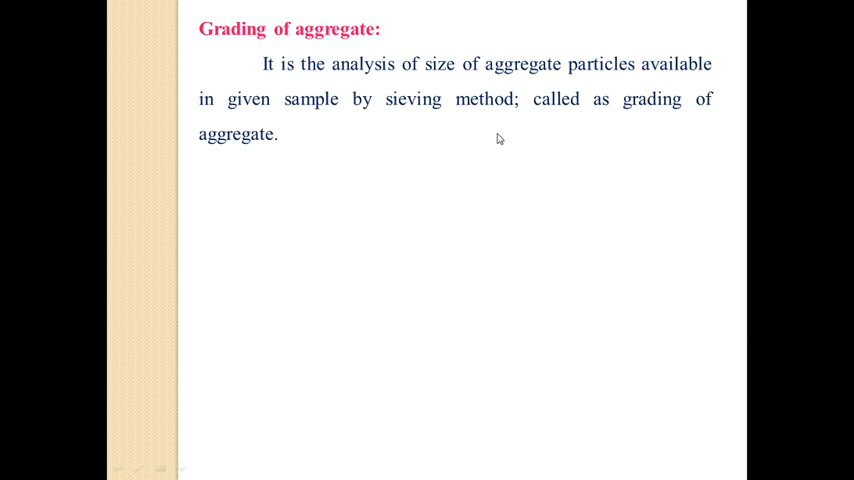 Grading of aggregate:
It is the analysis of size of aggregate particles available
in given sample by sieving method; called as grading of
aggregate.